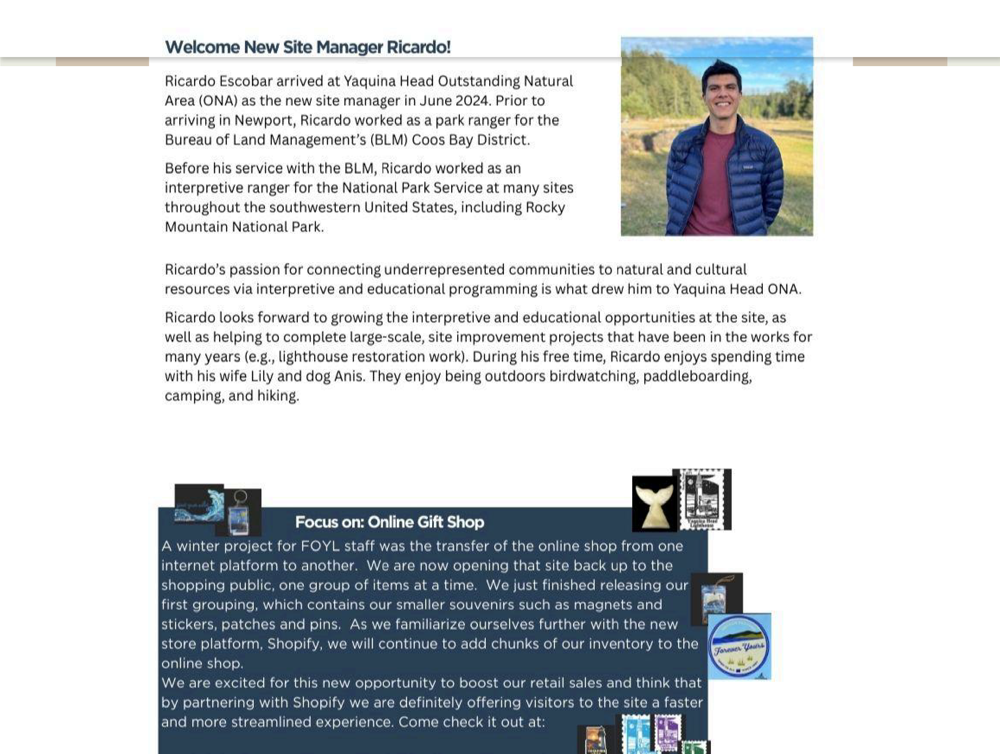 Welcome New Site Manager Ricardo!
Ricardo Escobar arrived at Yaquina Head Outstanding Natural
Area (ONA) as the new site manager in June 2024. Prior to
arriving in Newport, Ricardo worked as a park ranger for the
Bureau of Land Management’s (BLM) Coos Bay District.
Before his service with the BLM, Ricardo worked as an
interpretive ranger for the National Park Service at many sites
throughout the southwestern United States, including Rocky
Mountain National Park.
Ricardo’s passion for connecting underrepresented communities to natural and cultural
resources via interpretive and educational programming is what drew him to Yaquina Head ONA.
Ricardo looks forward to growing the interpretive and educational opportunities at the site, as
well as helping to complete large-scale, site improvement projects that have been in the works for
many years (e.g., lighthouse restoration work). During his free time, Ricardo enjoys spending time
with his wife Lily and dog Anis. They enjoy being outdoors birdwatching, paddleboarding,
camping, and hiking.
Yaquina Head
Lighthouse
Focus on: Online Gift Shop
A winter project for FOYL staff was the transfer of the online shop from one
internet platform to another. We are now opening that site back up to the
shopping public, one group of items at a time. We just finished releasing our
first grouping, which contains our smaller souvenirs such as magnets and
stickers, patches and pins. As we familiarize ourselves further with the new
store platform, Shopify, we will continue to add chunks of our inventory to the
online shop.
Forever Yours
We are excited for this new opportunity to boost our retail sales and think that
by partnering with Shopify we are definitely offering visitors to the site a faster
and more streamlined experience. Come check it out at: